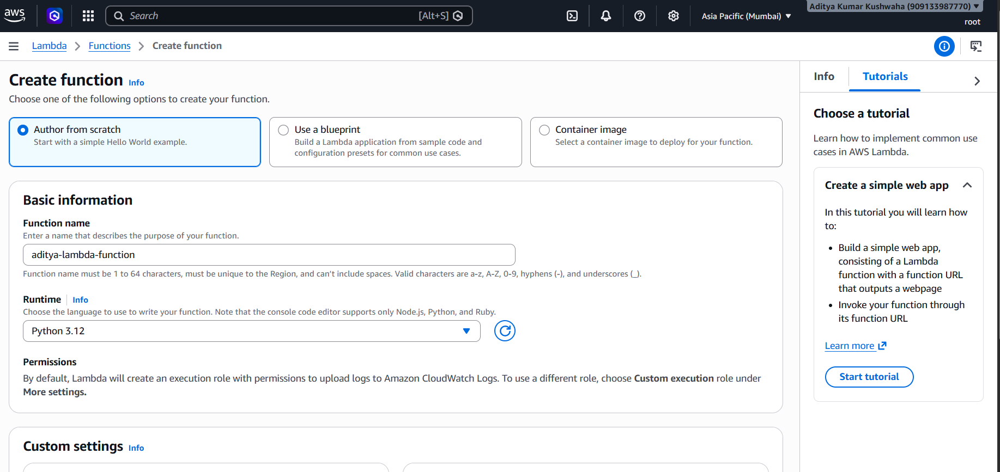 aws
Search
[Alt+S]
Asia Pacific (Mumbai) ▼
Aditya Kumar Kushwaha (909133987770) ▼
root
Lambda > Functions > Create function
Create function Info
Choose one of the following options to create your function.
Author from scratch
Start with a simple Hello World example.
Use a blueprint
Build a Lambda application from sample code and
configuration presets for common use cases.
Container image
Select a container image to deploy for your function.
Basic information
Function name
Enter a name that describes the purpose of your function.
aditya-lambda-function
Function name must be 1 to 64 characters, must be unique to the Region, and can’t include spaces. Valid characters are a-z, A-Z, 0-9, hyphens (-), and underscores (_).
Runtime Info
Choose the language to use to write your function. Note that the console code editor supports only Node.js, Python, and Ruby.
Python 3.12
Permissions
By default, Lambda will create an execution role with permissions to upload logs to Amazon CloudWatch Logs. To use a different role, choose Custom execution role under
More settings.
Custom settings Info
Info
Tutorials
Choose a tutorial
Learn how to implement common use
cases in AWS Lambda.
Create a simple web app
In this tutorial you will learn how
to:
• Build a simple web app,
consisting of a Lambda
function with a function URL
that outputs a webpage
• Invoke your function through
its function URL
Learn more
Start tutorial